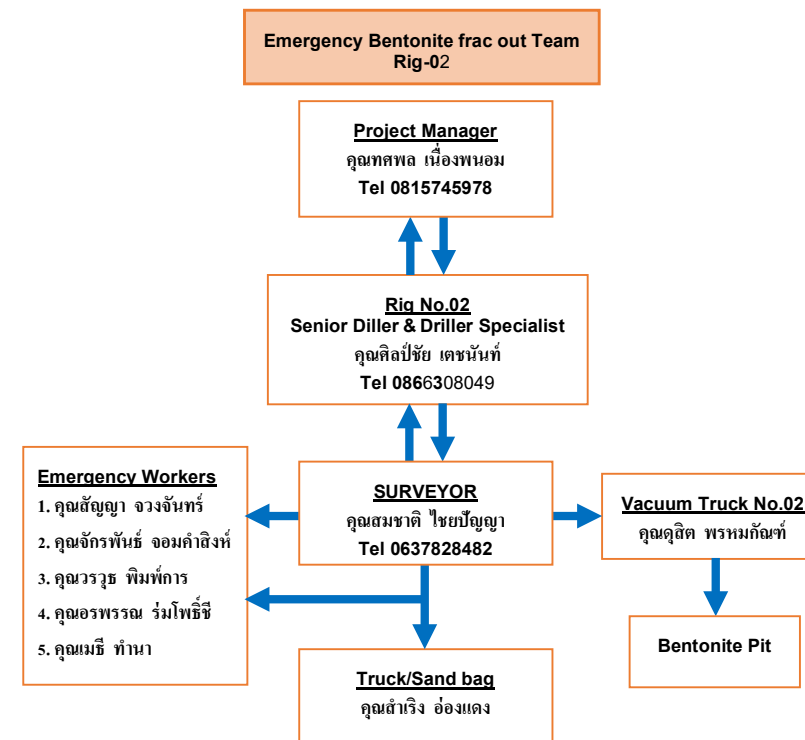 Emergency Bentonite frac out Team
Rig-02
Project Manager
คุณทศพล เนื่องพนอม
Tel 0815745978
Rig No.02
Senior Diller & Driller Specialist
คุณศิลป์ชัย เตชนันท์
Tel 0866308049
Emergency Workers
1. คุณสัญญา จวงจันทร์
2. คุณจักรพันธ์ จอมคำสิงห์
3. คุณวรวุธ พิมพ์การ
4. คุณอรพรรณ ร่มโพธิ์ชี
5. คุณเมธี ทำนา
SURVEYOR
คุณสมชาติ ไชยปัญญา
Tel 0637828482
Vacuum Truck No.02
คุณดุสิต พรหมกัณฑ์
Bentonite Pit
Truck/Sand bag
คุณสำเริง อ่องแดง